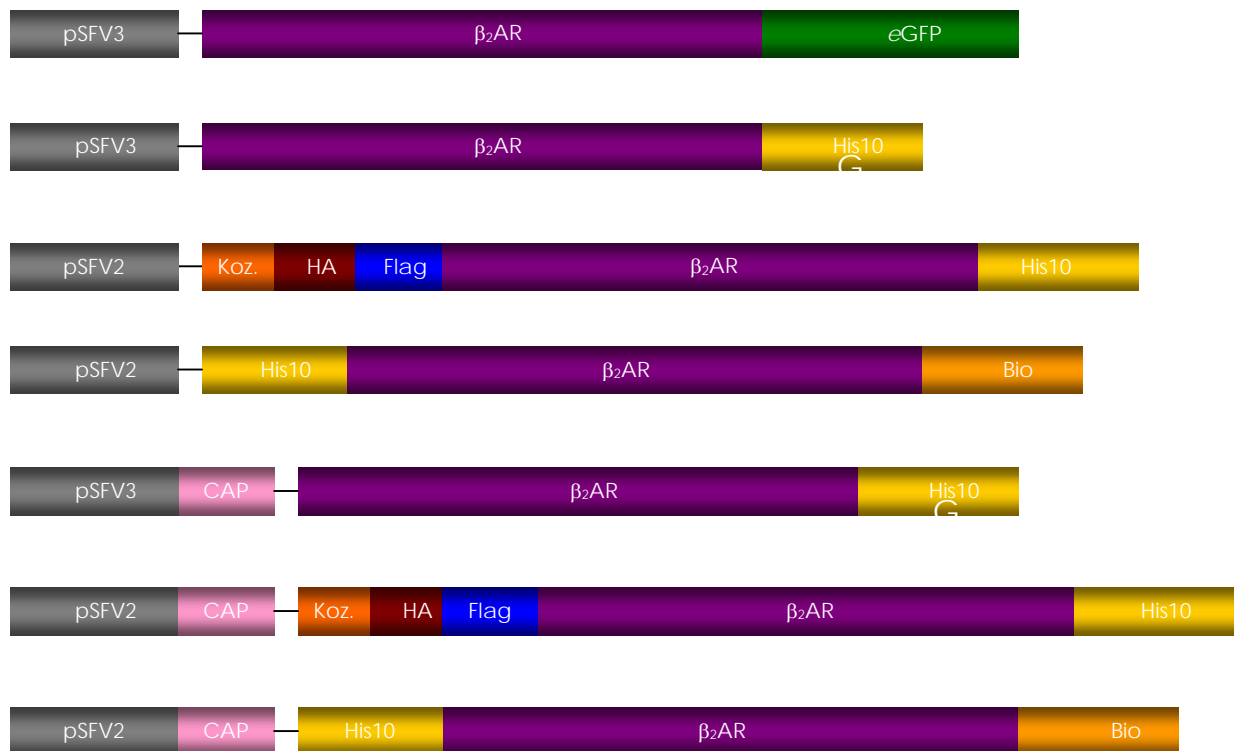 pSFV3 β₂AR eGFP
pSFV3 β₂AR His10
G
pSFV2 Koz. HA Flag β₂AR His10
pSFV2 His10 β₂AR Bio
pSFV3 CAP β₂AR His10
G
pSFV2 CAP Koz. HA Flag β₂AR His10
pSFV2 CAP His10 β₂AR Bio